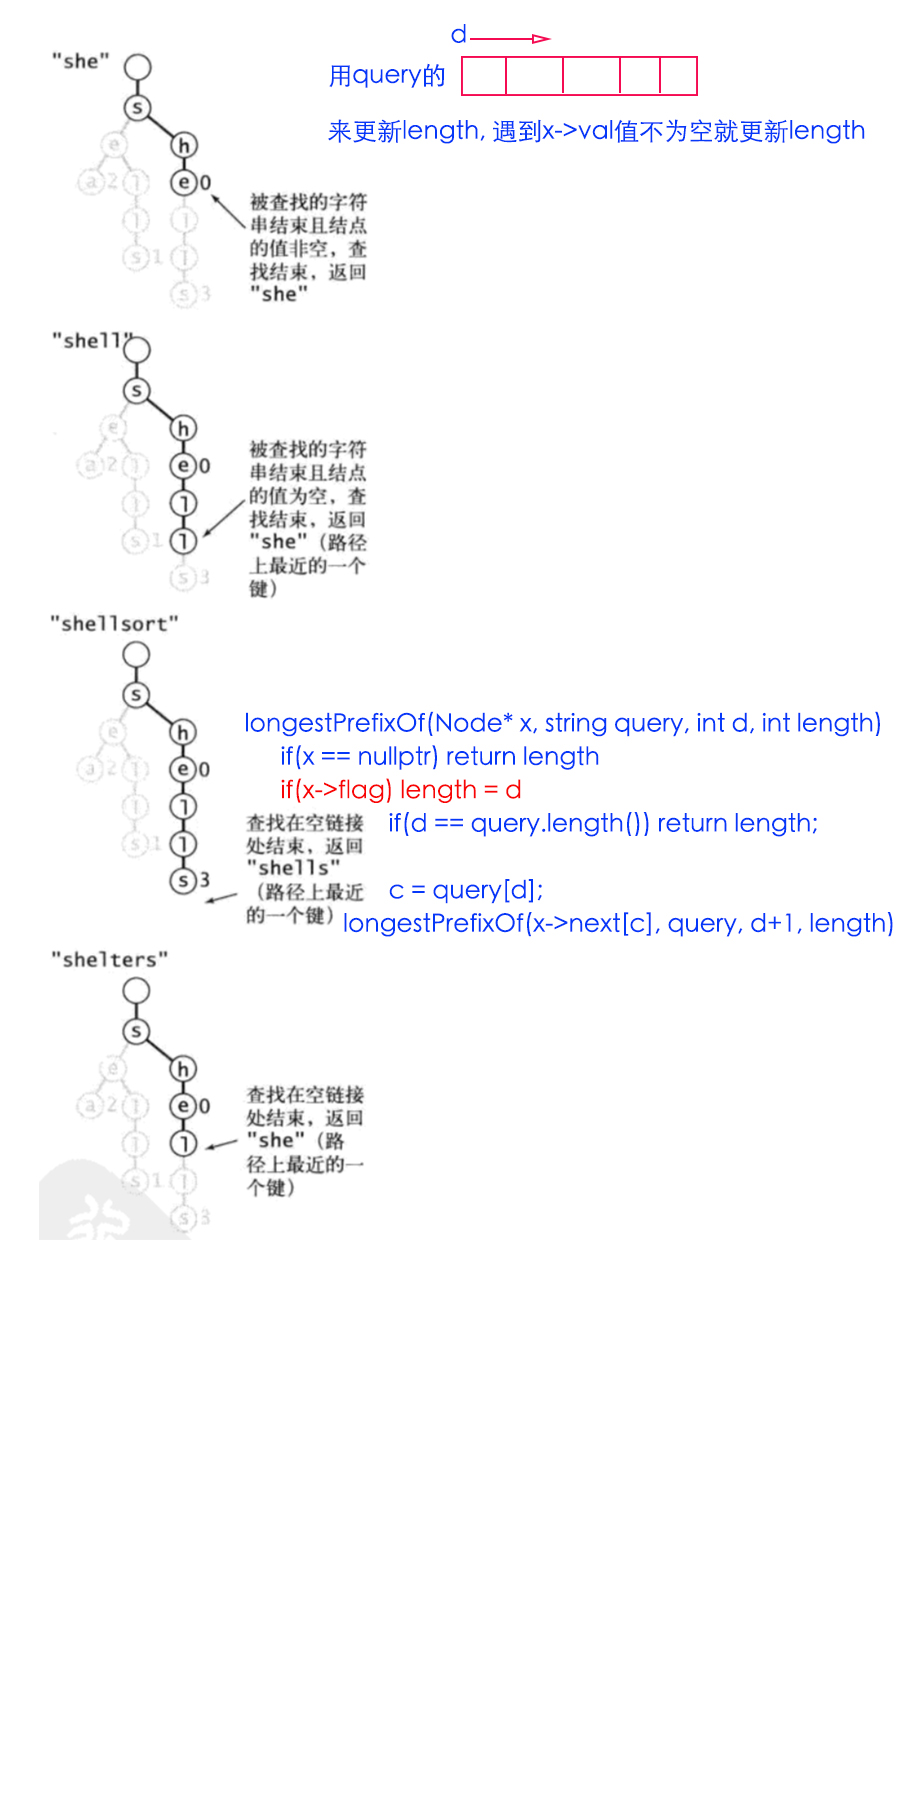 d
"she"
用query的
来更新length, 遇到x->val值不为空就更新length
s
e
h
a 2 l
e 0
被查找的字符
串结束且结点
的值非空，查
找结束，返回
"she"
l
l
s 1
l
s 3
"shell"
s
e
h
a 2 l
e 0
被查找的字符
串结束且结点
的值为空，查
找结束，返回
"she"（路径
上最近的一个
键）
l
l
s 1
l
s 3
"shellsort"
s
e
h
a 2 l
e 0
l
l
s 1
l
s 3
longestPrefixOf(Node* x, string query, int d, int length)
if(x == nullptr) return length
if(x->flag) length = d
if(d == query.length()) return length;
c = query[d];
longestPrefixOf(x->next[c], query, d+1, length)
查找在空链接
处结束，返回
"shells"
（路径上最近
的一个键）
"shelters"
s
e
h
a 2 l
e 0
l
l
s 1
l
s 3
查找在空链接
处结束，返回
"she"（路
径上最近的一
个键）